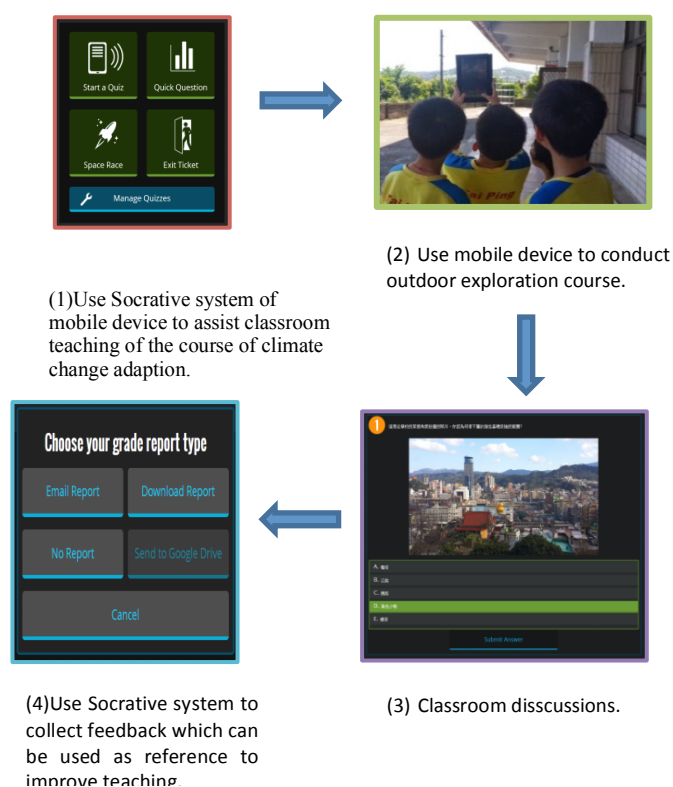 Start a Quiz
Quick Question
Space Race
Exit Ticket
Manage Quizzes
(1)Use Socrative system of
mobile device to assist classroom
teaching of the course of climate
change adaption.
Tai Ping
(2) Use mobile device to conduct
outdoor exploration course.
1
A.
B.
C.
D.
E.
Submit Answer
(3) Classroom disscussions.
Choose your grade report type
Email Report
Download Report
No Report
Send to Google Drive
Cancel
(4)Use Socrative system to
collect feedback which can
be used as reference to
improve teaching.